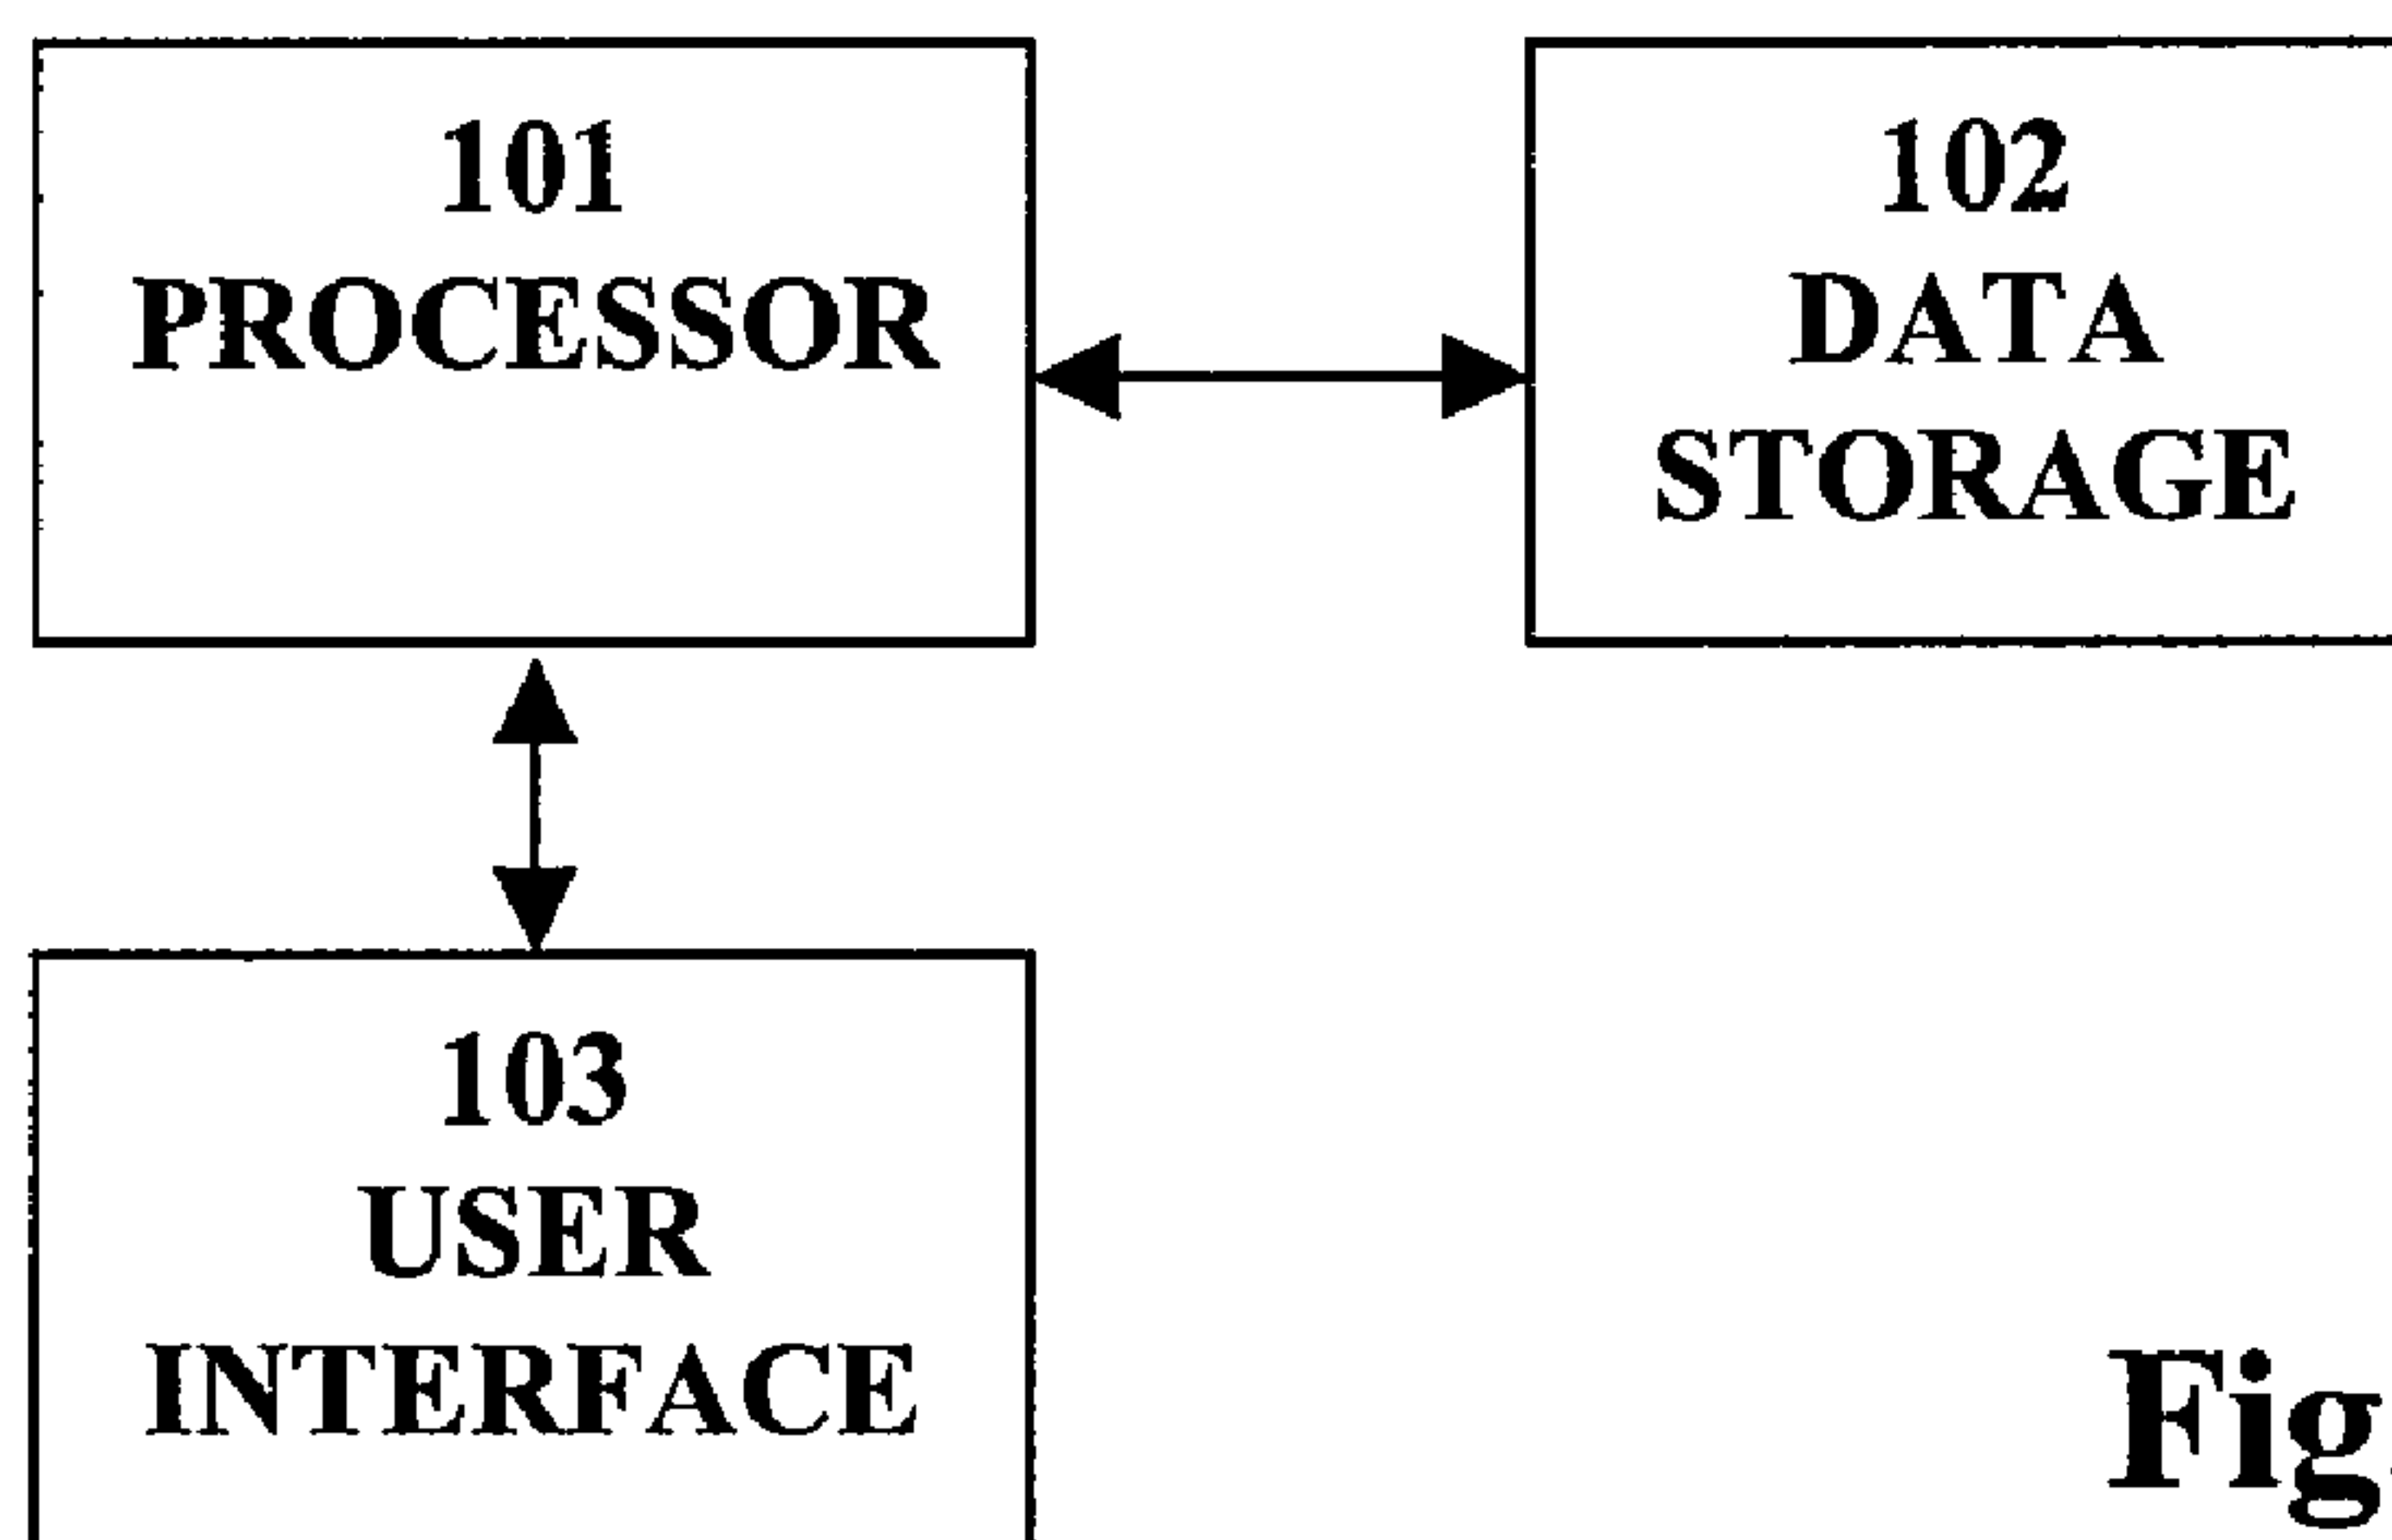 101
PROCESSOR
102
DATA
STORAGE
103
USER
INTERFACE
Fig.